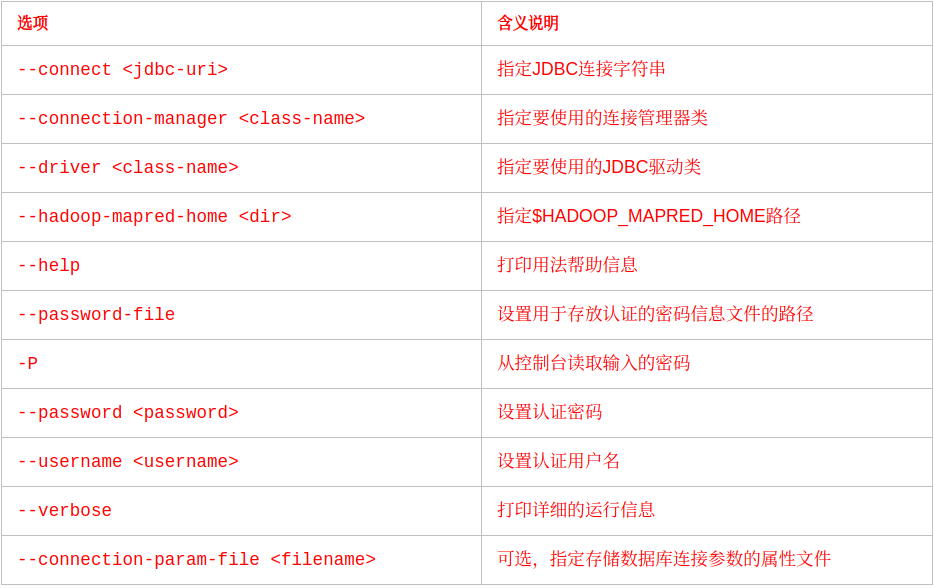 选项 含义说明
--connect <jdbc-uri> 指定JDBC连接字符串
--connection-manager <class-name> 指定要使用的连接管理器类
--driver <class-name> 指定要使用的JDBC驱动类
--hadoop-mapred-home <dir> 指定$HADOOP_MAPRED_HOME路径
--help 打印用法帮助信息
--password-file 设置用于存放认证的密码信息文件的路径
-P 从控制台读取输入的密码
--password <password> 设置认证密码
--username <username> 设置认证用户名
--verbose 打印详细的运行信息
--connection-param-file <filename> 可选，指定存储数据库连接参数的属性文件